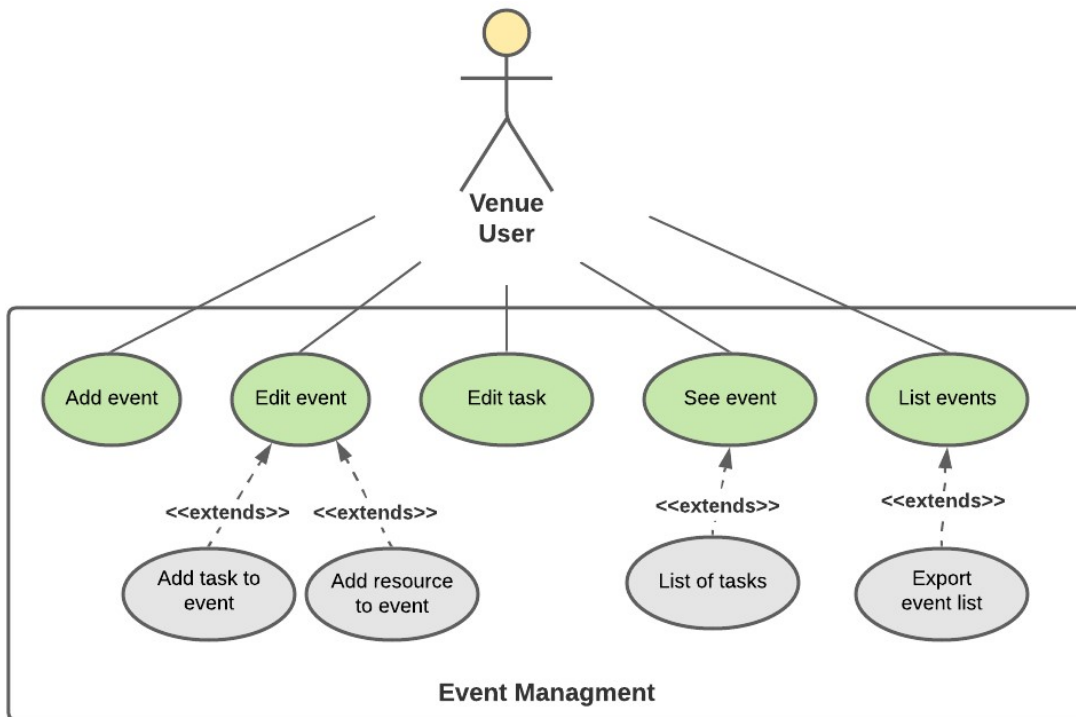 Venue
User
Add event
Edit event
Edit task
See event
List events
<<extends>>
<<extends>>
<<extends>>
<<extends>>
Add task to
event
Add resource
to event
List of tasks
Export
event list
Event Managment